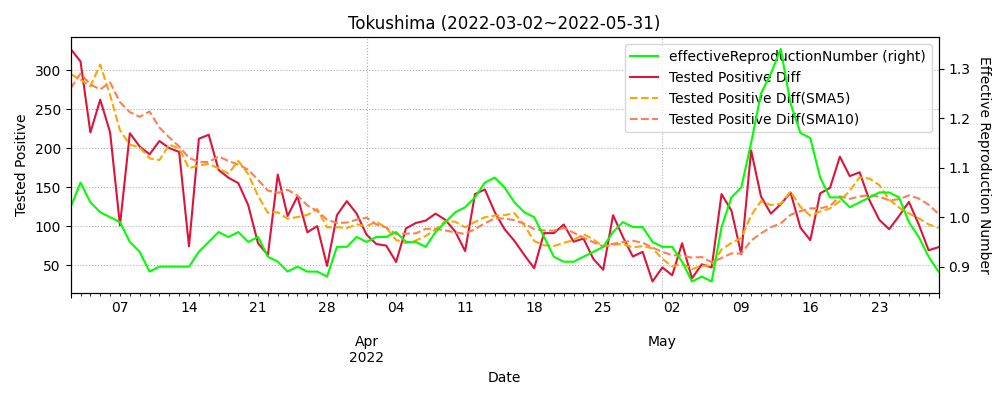 Tokushima (2022-03-02~2022-05-31)
effectiveReproductionNumber (right)
Tested Positive Diff
Tested Positive Diff(SMA5)
Tested Positive Diff(SMA10)
Tested Positive
300
250
200
150
100
50
1.3
1.2
1.1
1.0
0.9
Effective Reproduction Number
07 14 21 28 04 11 18 25 02 09 16 23
Apr May
2022
Date